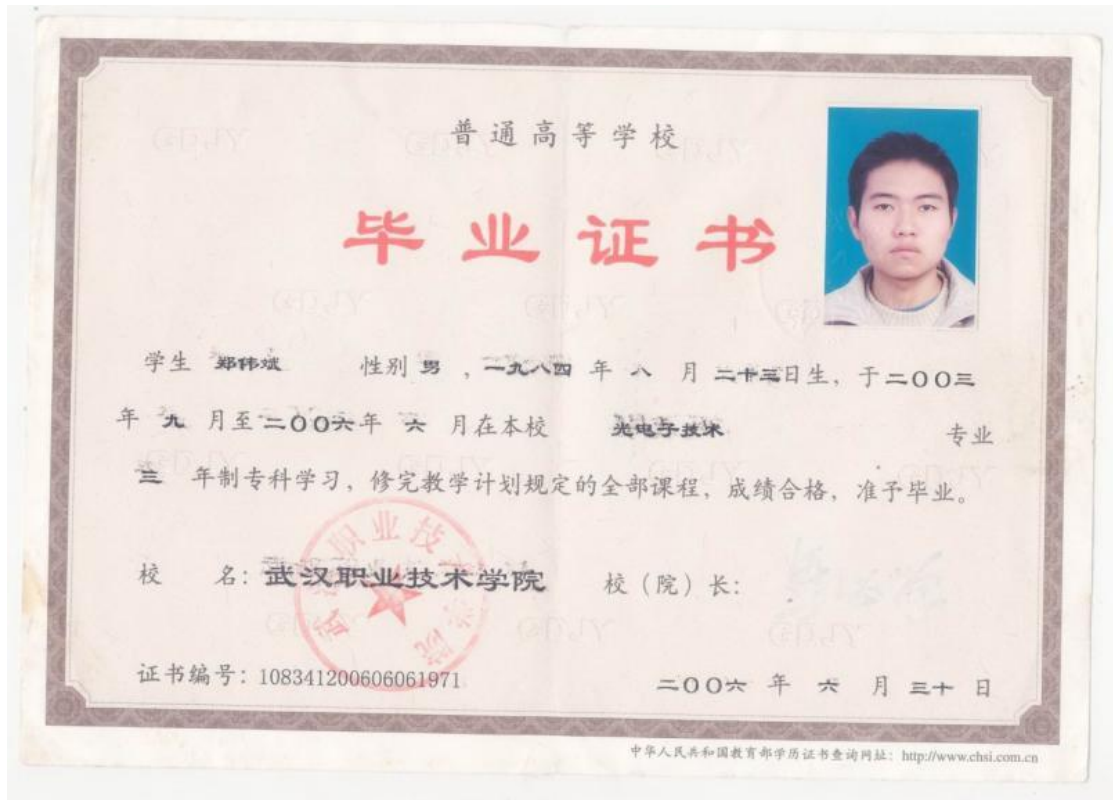 普通高等学校
毕业证书
学生 郑伟斌 性别 男 ，一九八四 年 八 月 二十三日生，于二〇〇三
年 九 月至二〇〇六年 六 月在本校 光电子技术 专业
三 年制专科学习，修完教学计划规定的全部课程，成绩合格，准予毕业。
校 名：武汉职业技术学院 校（院）长：
证书编号：108341200606061971 二〇〇六 年 六 月 三十 日
中华人民共和国教育部学历证书查询网址：http://www.chsi.com.cn